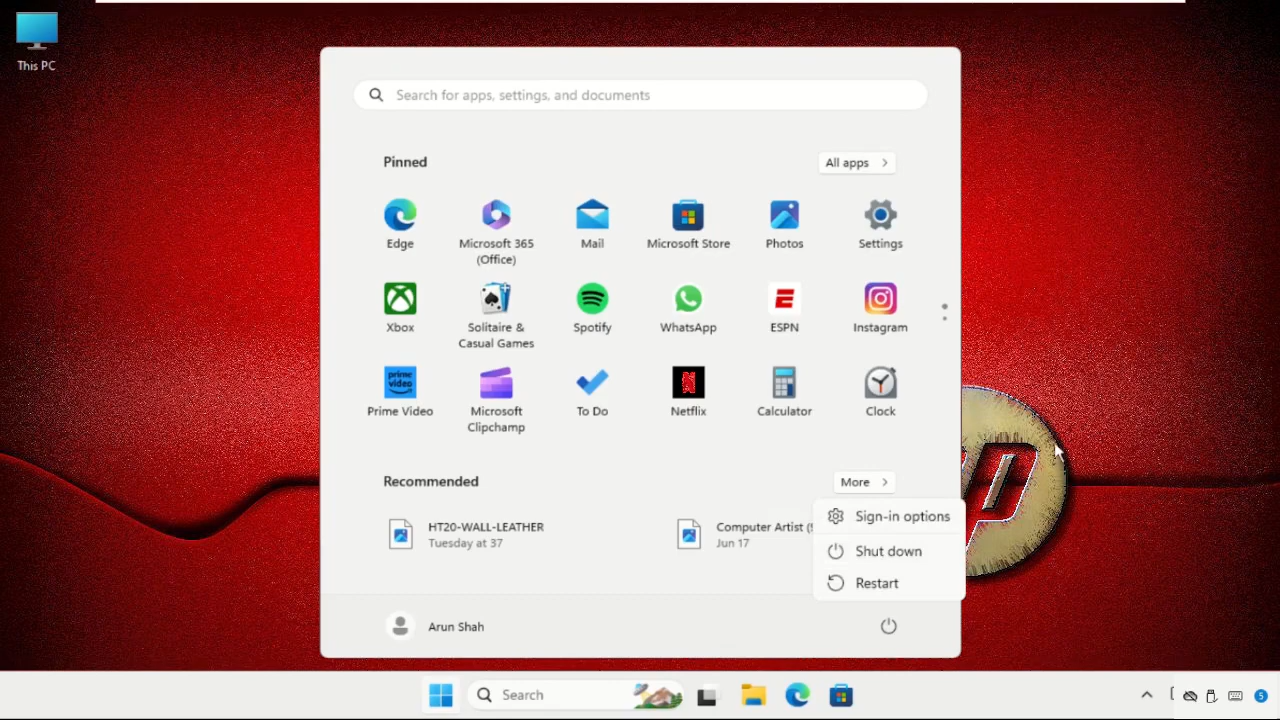 This PC
Search for apps, settings, and documents
Pinned
All apps
Edge
Microsoft 365
(Office)
Mail
Microsoft Store
Photos
Settings
Xbox
Solitaire &
Casual Games
Spotify
WhatsApp
ESPN
Instagram
prime
video
Prime Video
Microsoft
Clipchamp
To Do
Netflix
Calculator
Clock
Recommended
More
HT20-WALL-LEATHER
Tuesday at 37
Computer Artist
Jun 17
Sign-in options
Shut down
Restart
Arun Shah
Search
5